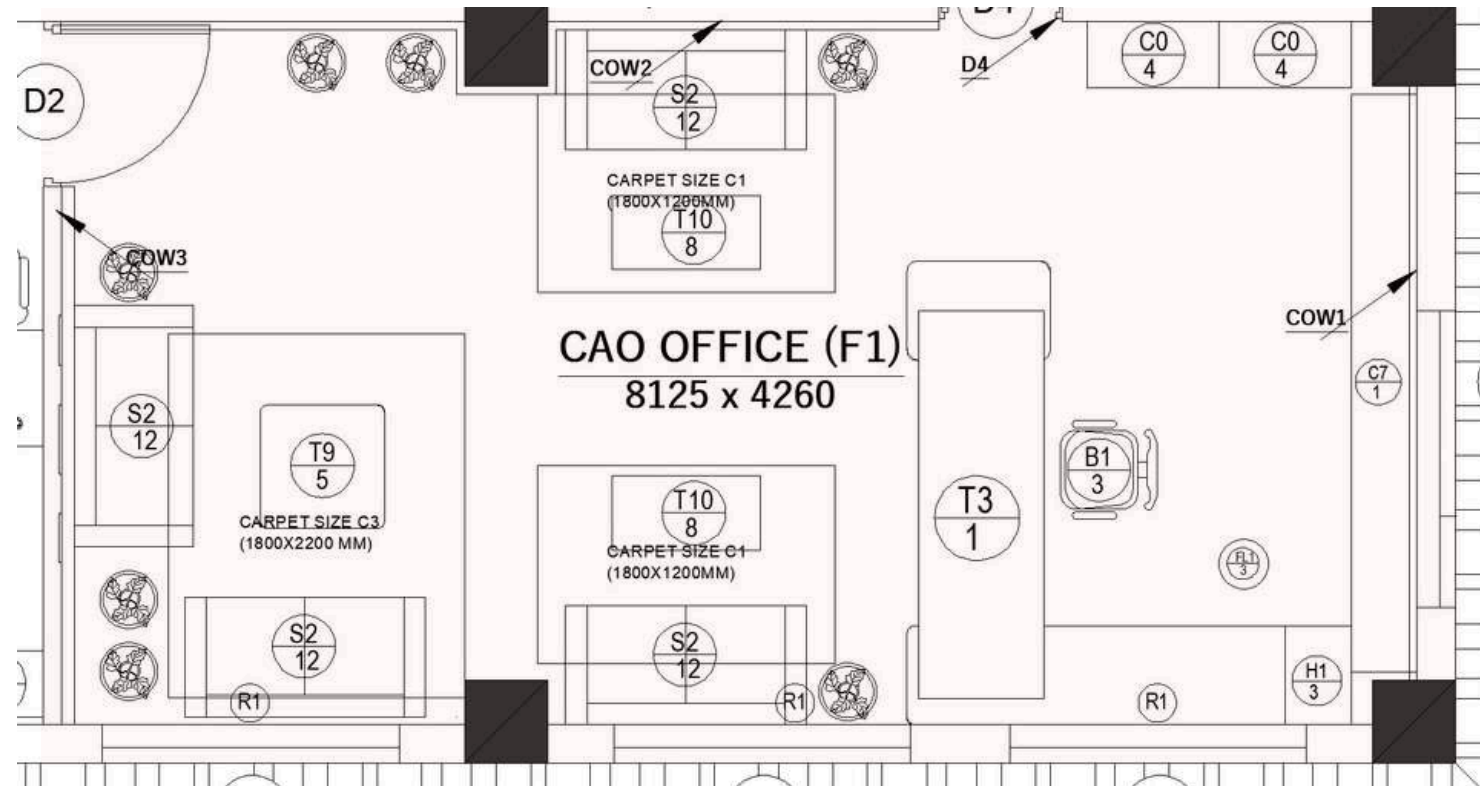 D4
C0
4
C0
4
COW2
D4
D2
S2
12
CARPET SIZE C1
(1800X1200MM)
T10
8
COW3
CAO OFFICE (F1)
8125 x 4260
COW1
C7
1
S2
12
T9
5
B1
3
T10
8
T3
1
CARPET SIZE C3
(1800X2200 MM)
CARPET SIZE C1
(1800X1200MM)
FL1
3
S2
12
S2
12
H1
3
R1
R1
R1